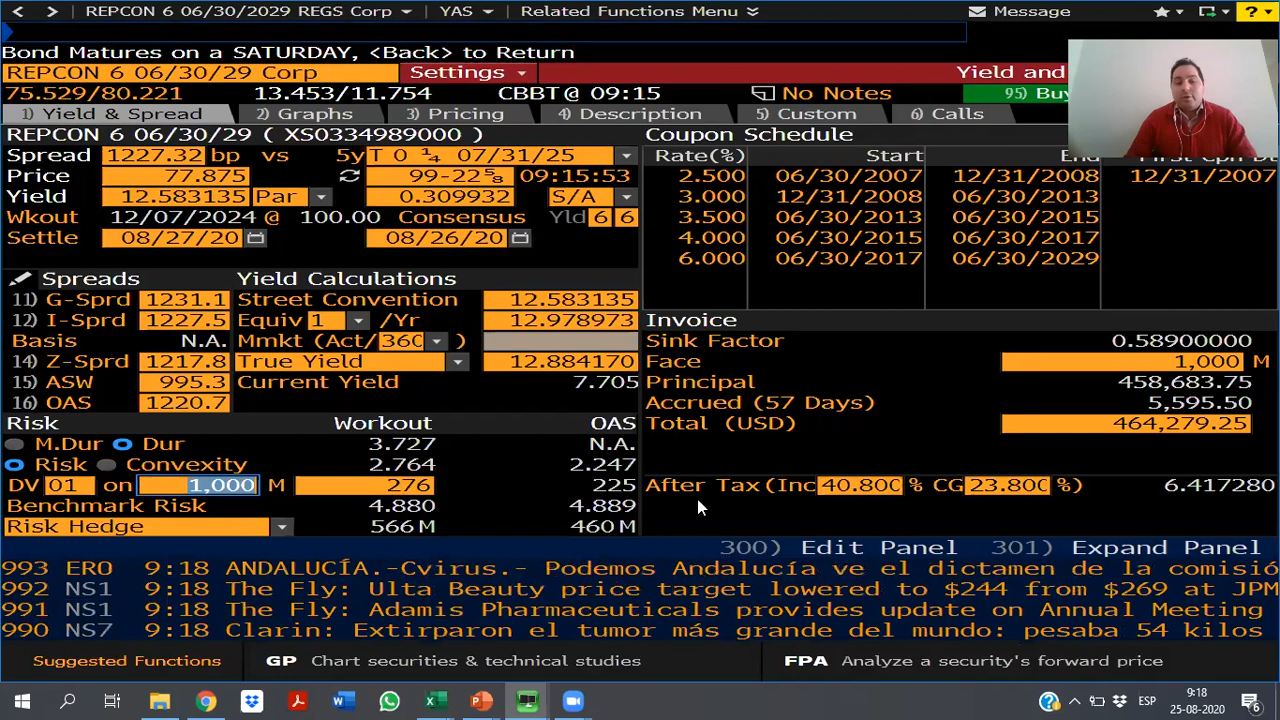 < > REPCON 6 06/30/2029 REGS Corp YAS Related Functions Menu Message ?
Bond Matures on a SATURDAY, <Back> to Return
REPCON 6 06/30/29 Corp Settings Yield and
75.529/80.221 13.453/11.754 CBBT @ 09:15 No Notes 95) Buy
1) Yield & Spread 2) Graphs 3) Pricing 4) Description 5) Custom 6) Calls
REPCON 6 06/30/29 ( XS0334989000 ) Coupon Schedule
Spread 1227.32 bp vs 5y T 0 ¼ 07/31/25 Rate(%) Start End First Cpn Dt
Price 77.875 99-22 ⅝ 09:15:53 2.500 06/30/2007 12/31/2008 12/31/2007
Yield 12.583135 Par 0.309932 S/A 3.000 12/31/2008 06/30/2013
Wkout 12/07/2024 @ 100.00 Consensus Yld 6 6 3.500 06/30/2013 06/30/2015
Settle 08/27/20 08/26/20 4.000 06/30/2015 06/30/2017
6.000 06/30/2017 06/30/2029
Spreads Yield Calculations
11) G-Sprd 1231.1 Street Convention 12.583135
12) I-Sprd 1227.5 Equiv 1 /Yr 12.978973 Invoice
Basis N.A. Mmkt (Act/ 360 ) Sink Factor 0.58900000
14) Z-Sprd 1217.8 True Yield 12.884170 Face 1,000 M
15) ASW 995.3 Current Yield 7.705 Principal 458,683.75
16) OAS 1220.7 Accrued (57 Days) 5,595.50
Risk Workout OAS Total (USD) 464,279.25
M.Dur Dur 3.727 N.A.
Risk Convexity 2.764 2.247
DV 01 on 1,000 M 276 225 After Tax (Inc 40.800 % CG 23.800 %) 6.417280
Benchmark Risk 4.880 4.889
Risk Hedge 566 M 460 M
300) Edit Panel 301) Expand Panel
993 ERO 9:18 ANDALUCÍA.-Cvirus.- Podemos Andalucía ve el dictamen de la comisió
992 NS1 9:18 The Fly: Ulta Beauty price target lowered to $244 from $269 at JPM
991 NS1 9:18 The Fly: Adamis Pharmaceuticals provides update on Annual Meeting
990 NS7 9:18 Clarin: Extirparon el tumor más grande del mundo: pesaba 54 kilos
Suggested Functions GP Chart securities & technical studies FPA Analyze a security's forward price
ESP 9:18
25-08-2020 6